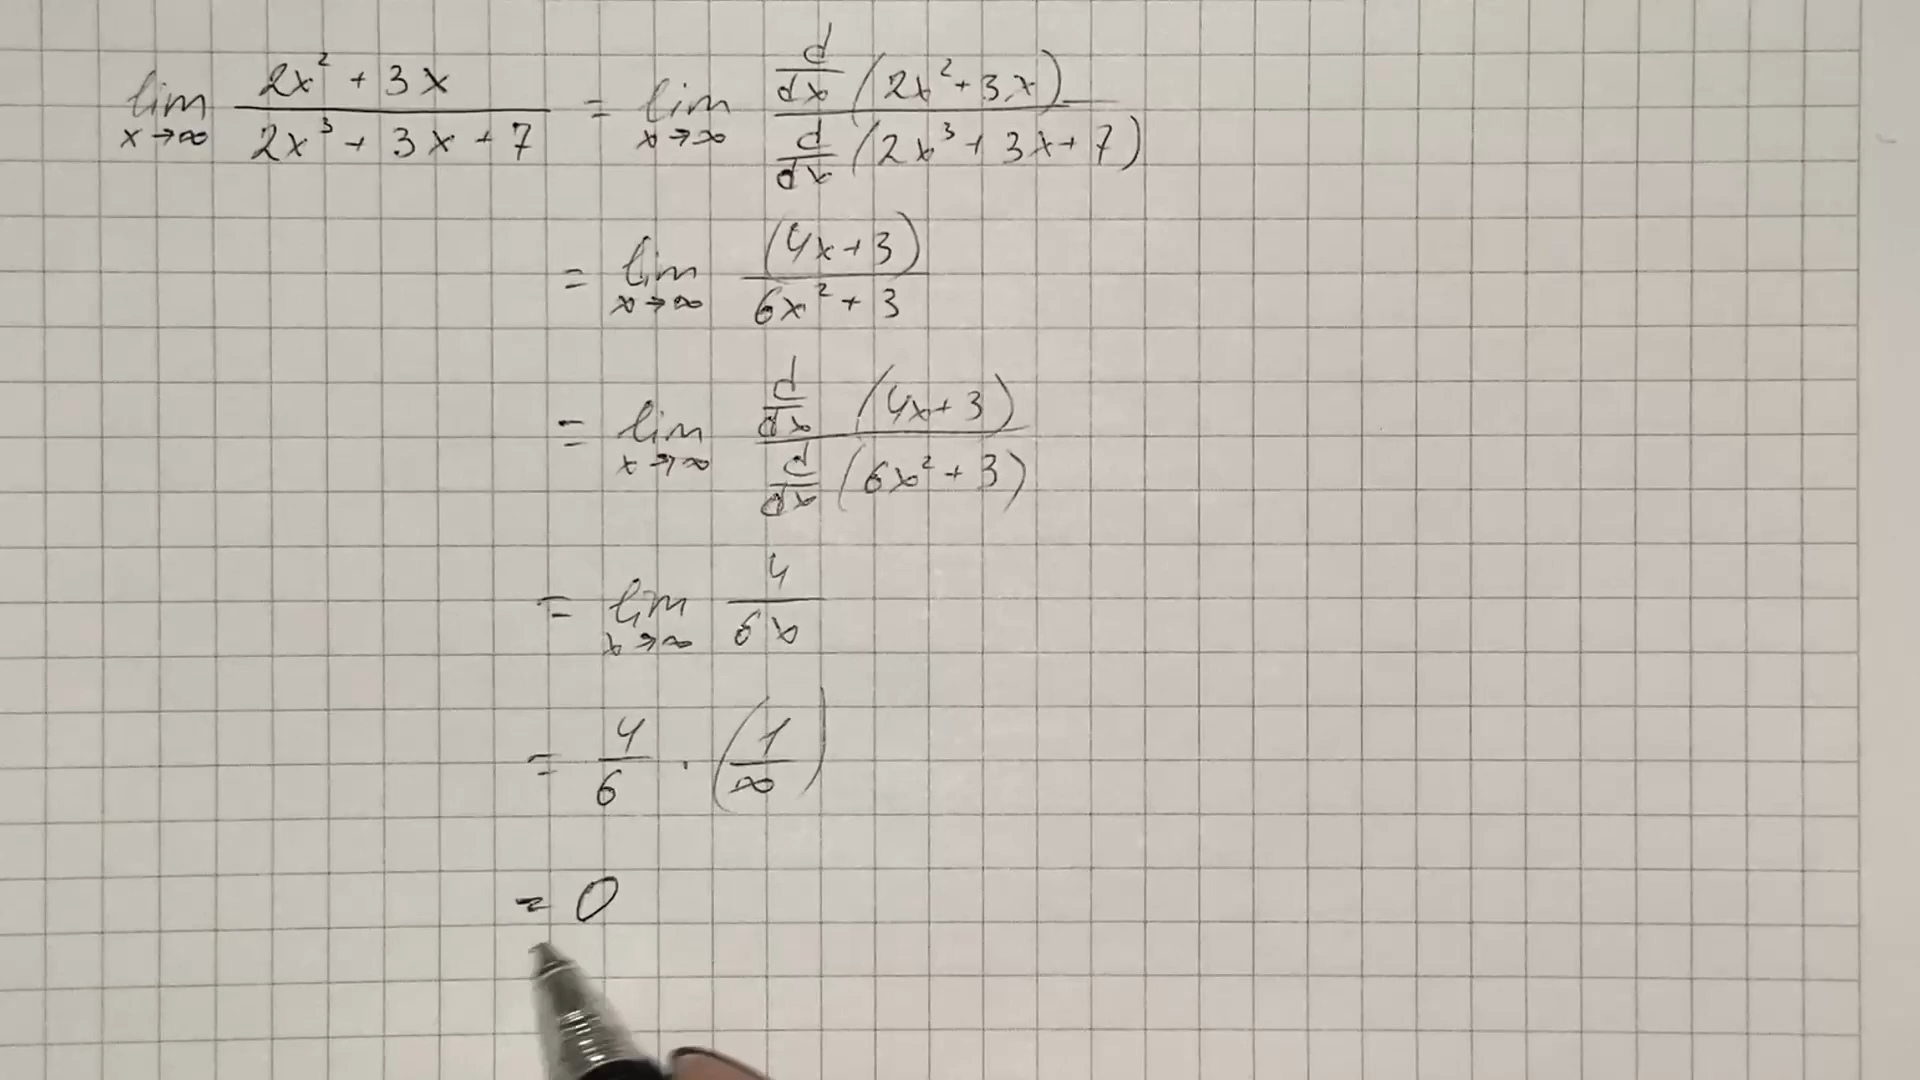 lim x→∞ (2x² + 3x)/(2x³ + 3x + 7) = lim x→∞ (d/dx (2x² + 3x))/(d/dx (2x³ + 3x + 7))
= lim x→∞ (4x + 3)/(6x² + 3)
= lim x→∞ (d/dx (4x + 3))/(d/dx (6x² + 3))
= lim x→∞ 4/(6x)
= 4/6 · (1/∞)
= 0